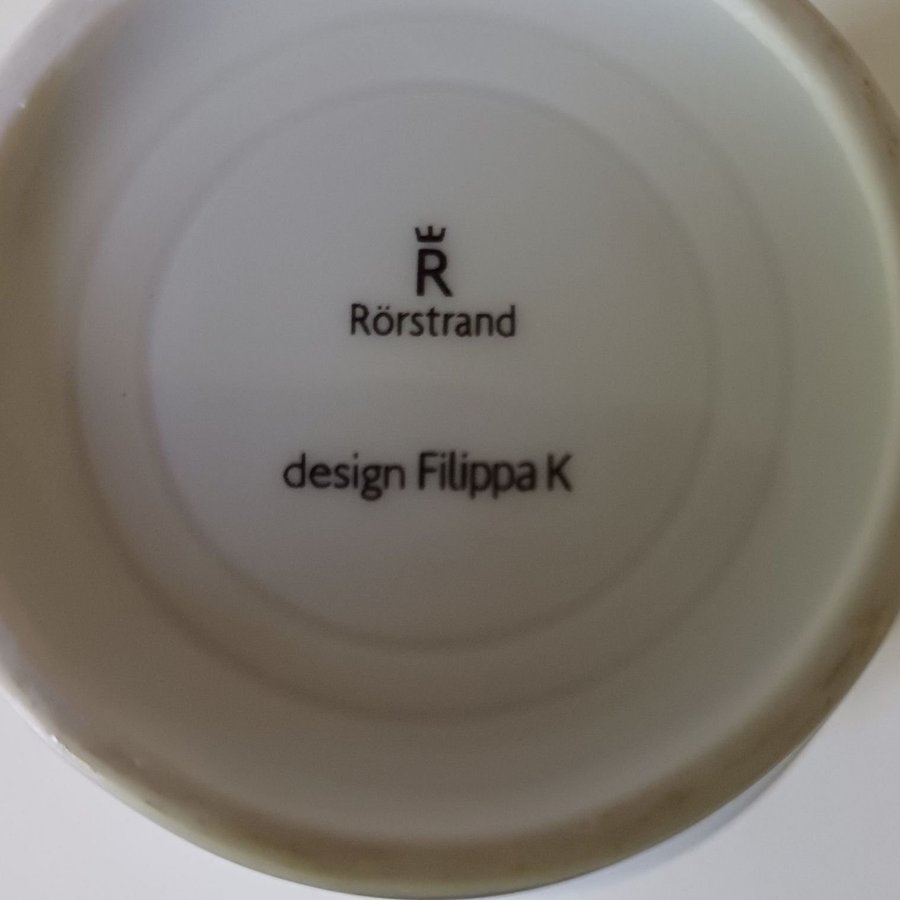 R
Rörstrand
design Filippa K